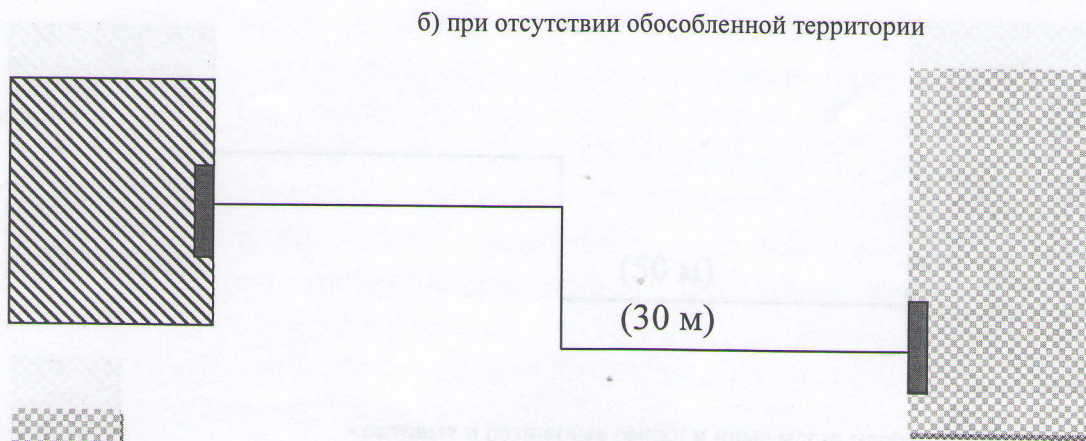 б) при отсутствии обособленной территории
(30 м)